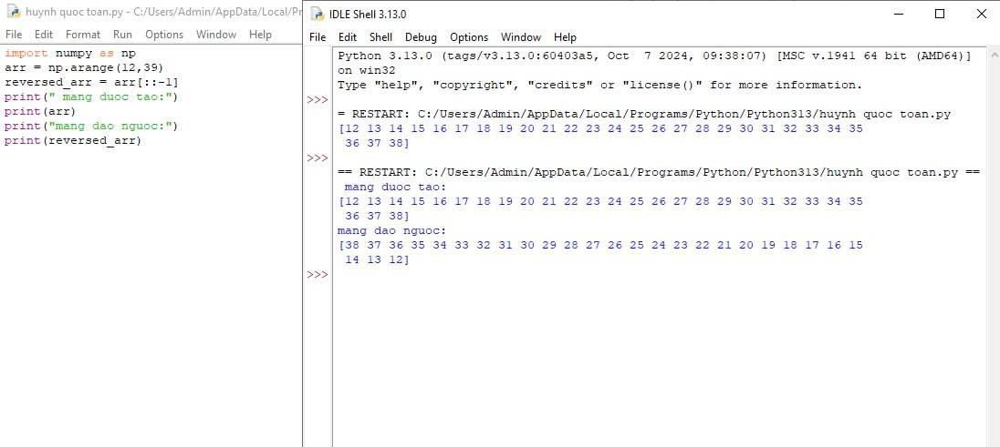 huynh quoc toan.py - C:/Users/Admin/AppData/Local/Pr
File Edit Format Run Options Window Help
import numpy as np
arr = np.arange(12,39)
reversed_arr = arr[::-1]
print(" mang duoc tao:")
print(arr)
print("mang dao nguoc:")
print(reversed_arr)
IDLE Shell 3.13.0
File Edit Shell Debug Options Window Help
Python 3.13.0 (tags/v3.13.0:60403a5, Oct  7 2024, 09:38:07) [MSC v.1941 64 bit (AMD64)]
on win32
Type "help", "copyright", "credits" or "license()" for more information.
>>>
= RESTART: C:/Users/Admin/AppData/Local/Programs/Python/Python313/huynh quoc toan.py
[12 13 14 15 16 17 18 19 20 21 22 23 24 25 26 27 28 29 30 31 32 33 34 35
 36 37 38]
>>>
== RESTART: C:/Users/Admin/AppData/Local/Programs/Python/Python313/huynh quoc toan.py ==
 mang duoc tao:
[12 13 14 15 16 17 18 19 20 21 22 23 24 25 26 27 28 29 30 31 32 33 34 35
 36 37 38]
mang dao nguoc:
[38 37 36 35 34 33 32 31 30 29 28 27 26 25 24 23 22 21 20 19 18 17 16 15
 14 13 12]
>>>